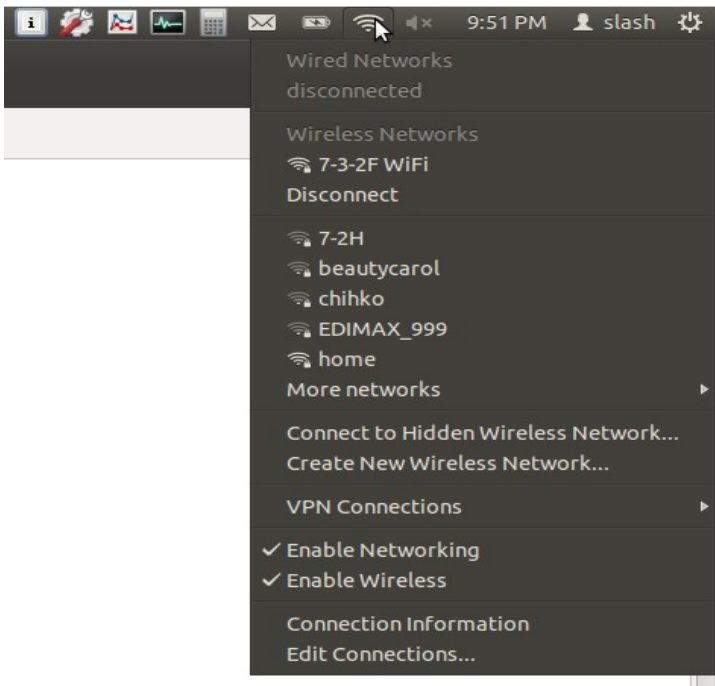 9:51 PM slash
Wired Networks
disconnected
Wireless Networks
7-3-2F WiFi
Disconnect
7-2H
beautycarol
chihko
EDIMAX_999
home
More networks
Connect to Hidden Wireless Network...
Create New Wireless Network...
VPN Connections
Enable Networking
Enable Wireless
Connection Information
Edit Connections...